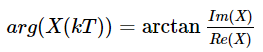 arg(X(kT)) = arctan Im(X)/Re(X)